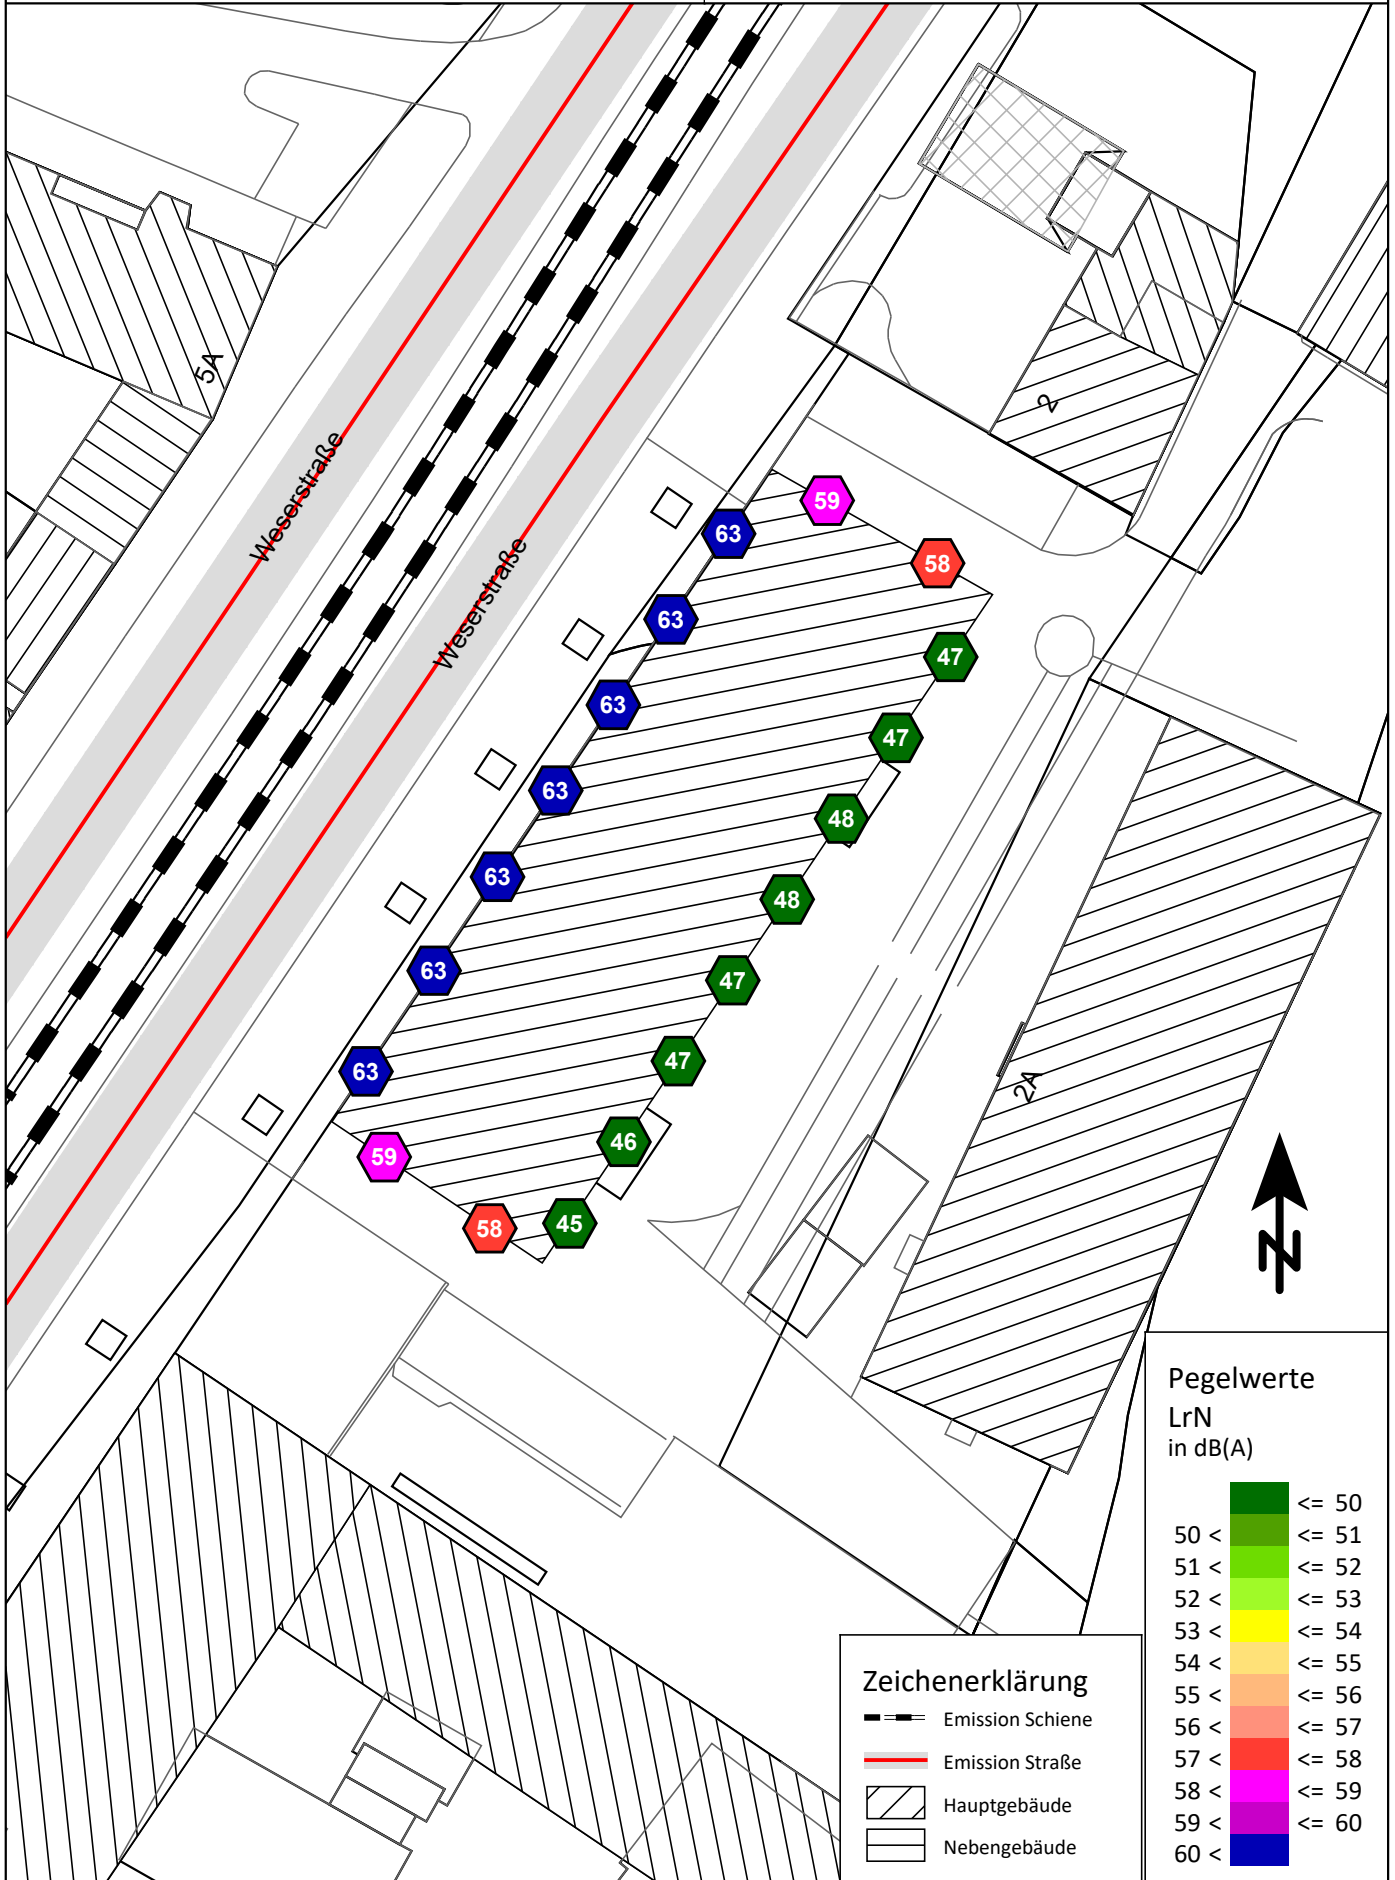 5A
2
Weserstraße
59
63
Weserstraße
58
63
47
63
47
63
48
63
48
63
47
63
47
2A
46
59
45
58
N
Pegelwerte
LrN
in dB(A)
<= 50
50 < <= 51
51 < <= 52
52 < <= 53
53 < <= 54
54 < <= 55
55 < <= 56
56 < <= 57
57 < <= 58
58 < <= 59
59 < <= 60
60 <
Zeichenerklärung
Emission Schiene
Emission Straße
Hauptgebäude
Nebengebäude